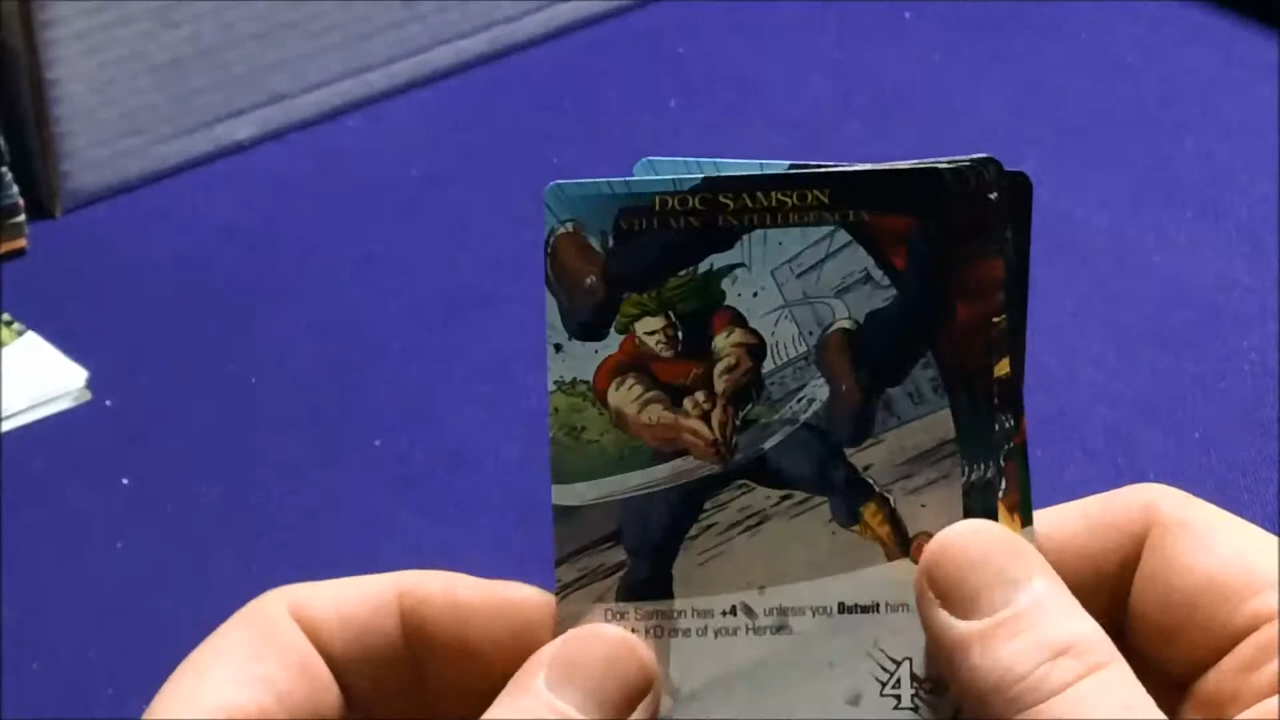 DOC SAMSON
VILLAIN - INTELLIGENCIA
Doc Samson has +4 unless you Outwit him
KO one of your Heroes.
4